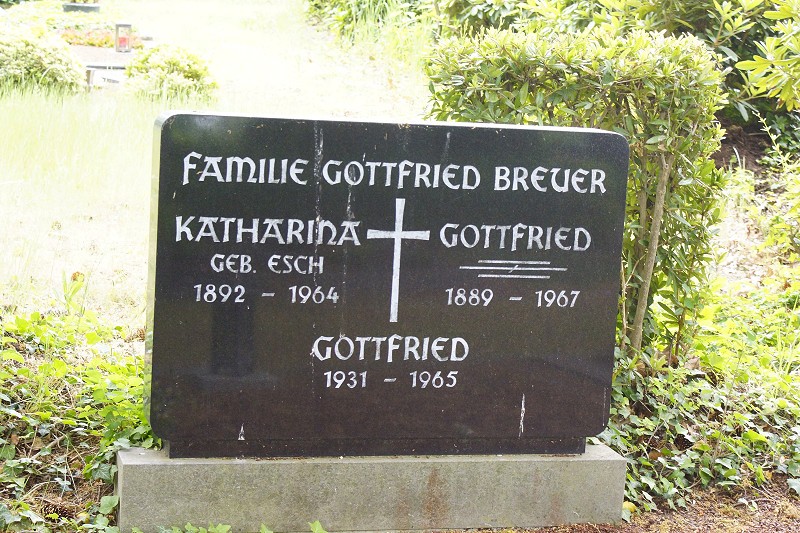 FAMILIE GOTTFRIED BREUER
KATHARINA
GEB. ESCH
1892 – 1964
GOTTFRIED
1889 – 1967
GOTTFRIED
1931 – 1965